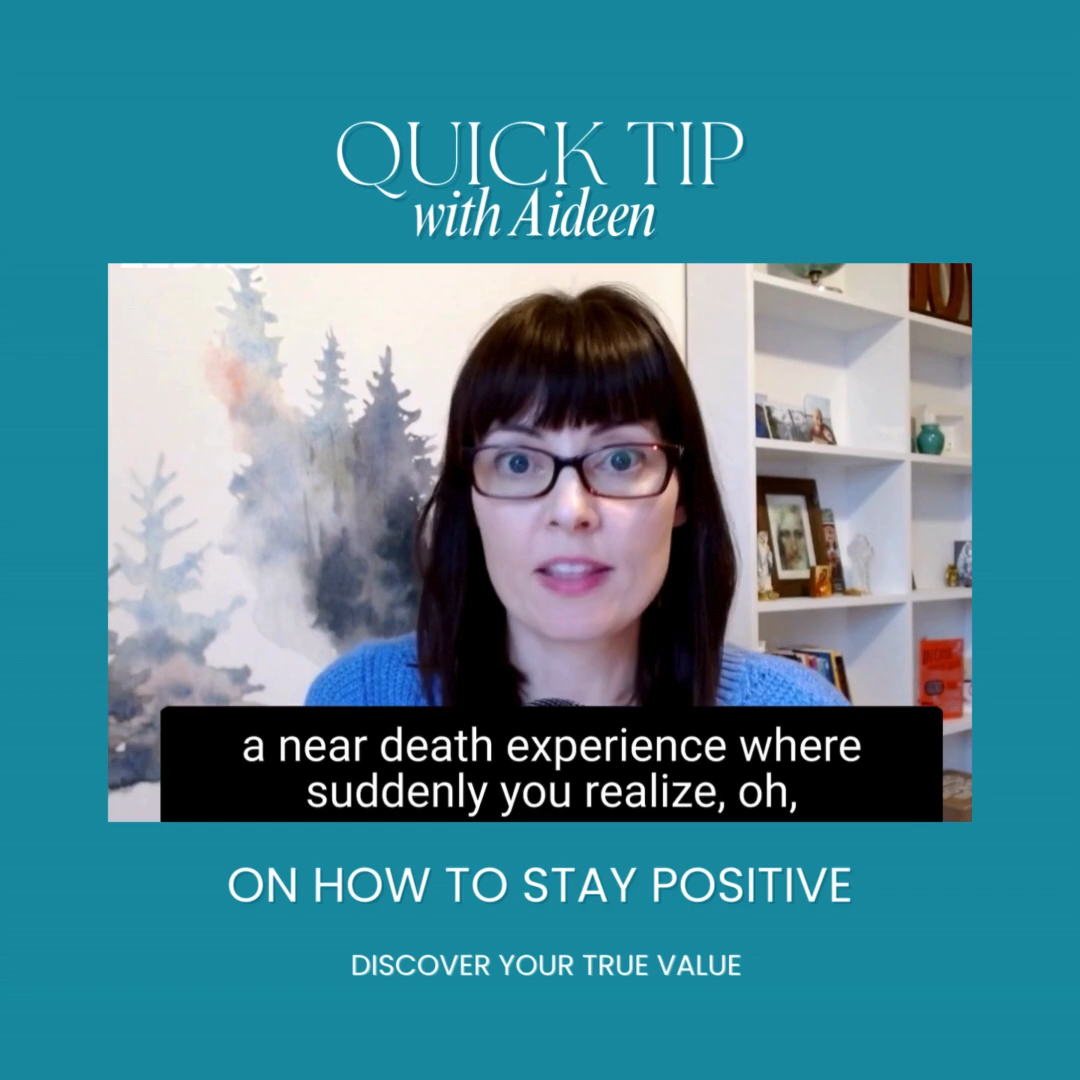 QUICK TIP
with Aideen
a near death experience where
suddenly you realize, oh,
ON HOW TO STAY POSITIVE
DISCOVER YOUR TRUE VALUE